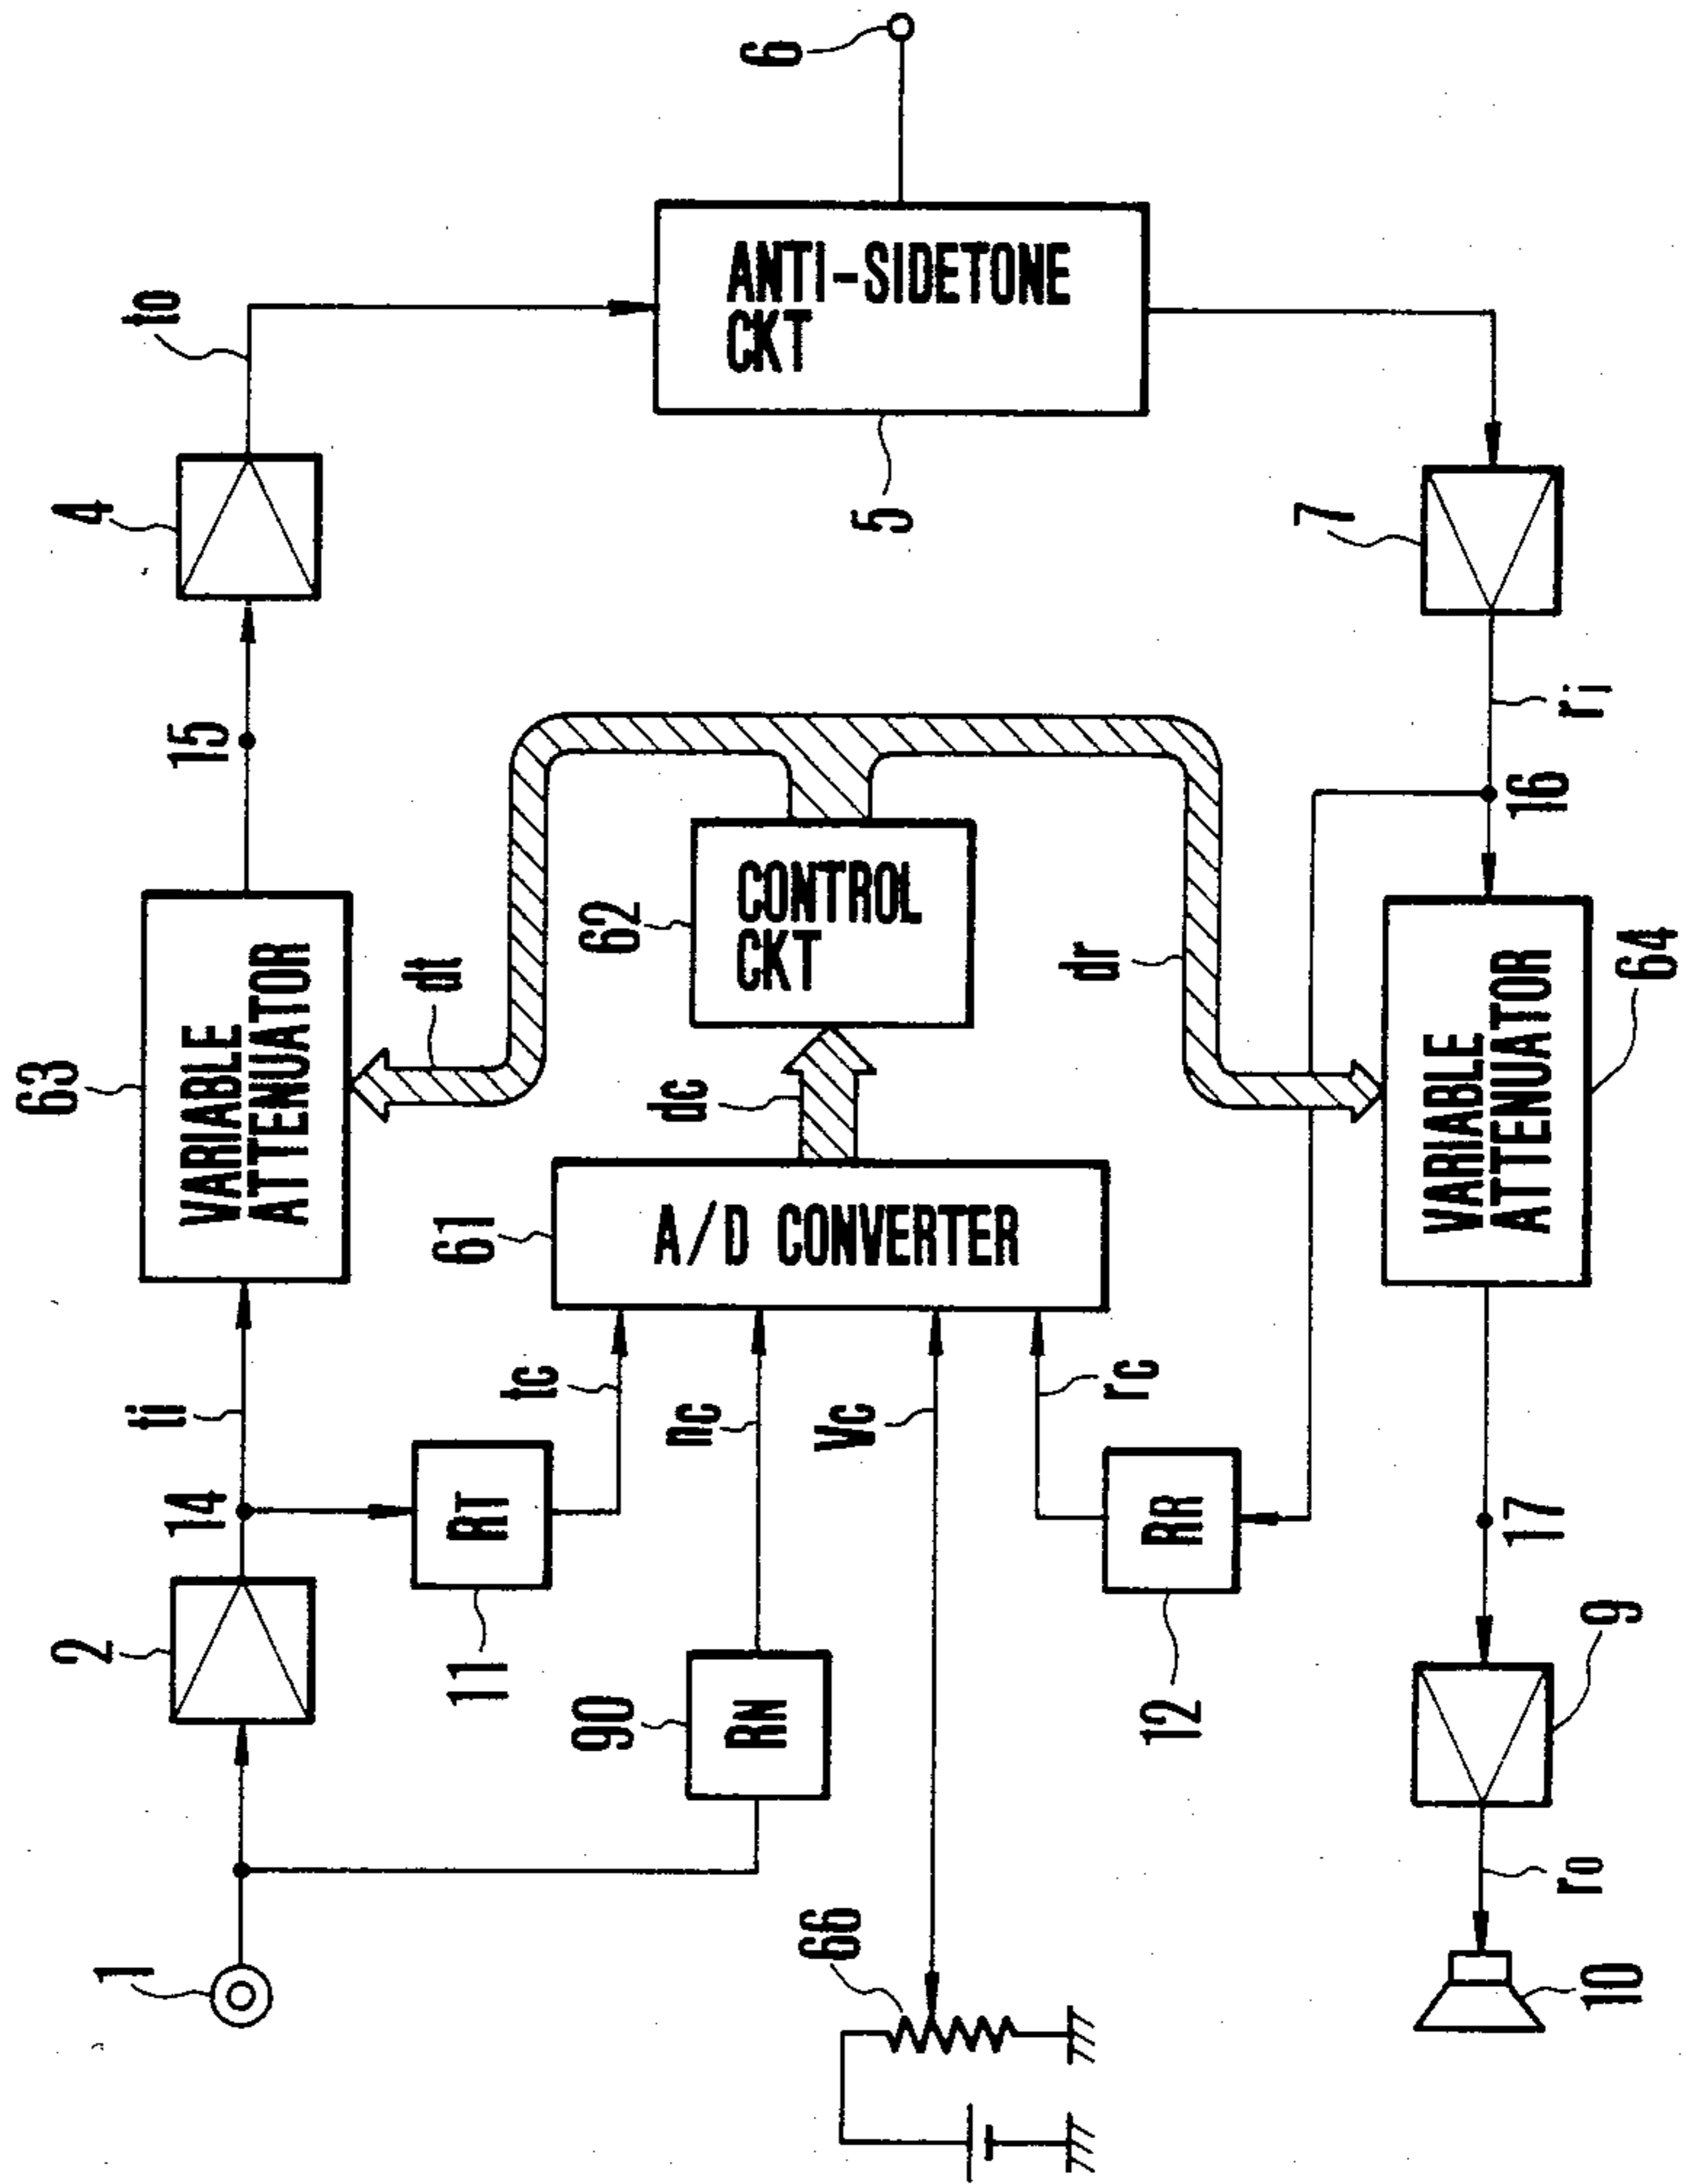 1
2
14
ti
63
VARIABLE
ATTENUATOR
15
4
to
11
RT
tc
dt
90
RN
nc
61
A/D CONVERTER
dc
62
CONTROL
CKT
5
ANTI-SIDETONE
CKT
6
66
Vc
12
RR
rc
dr
10
ro
9
17
VARIABLE
ATTENUATOR
64
16
ri
7